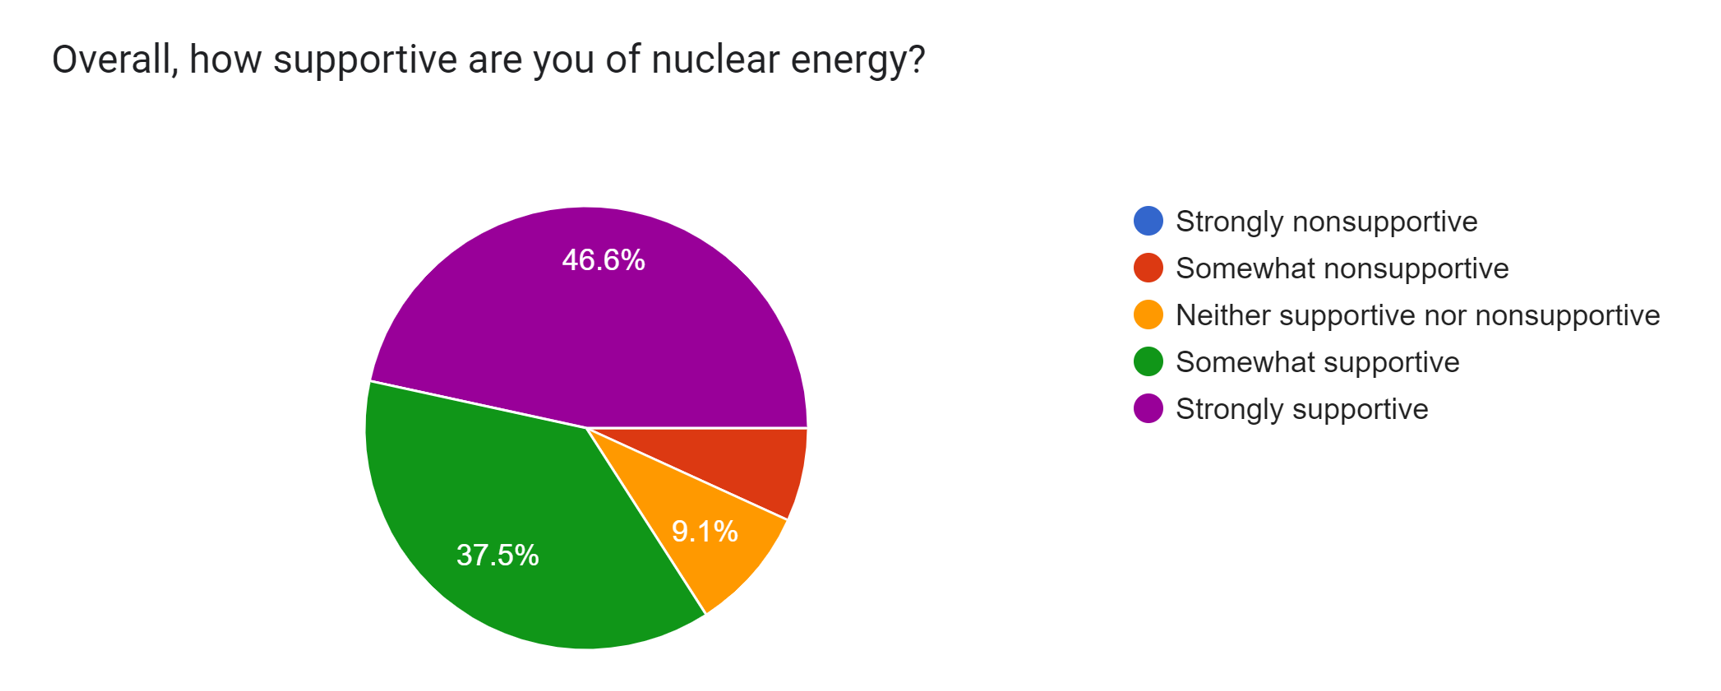 Overall, how supportive are you of nuclear energy?
46.6%
9.1%
37.5%
Strongly nonsupportive
Somewhat nonsupportive
Neither supportive nor nonsupportive
Somewhat supportive
Strongly supportive